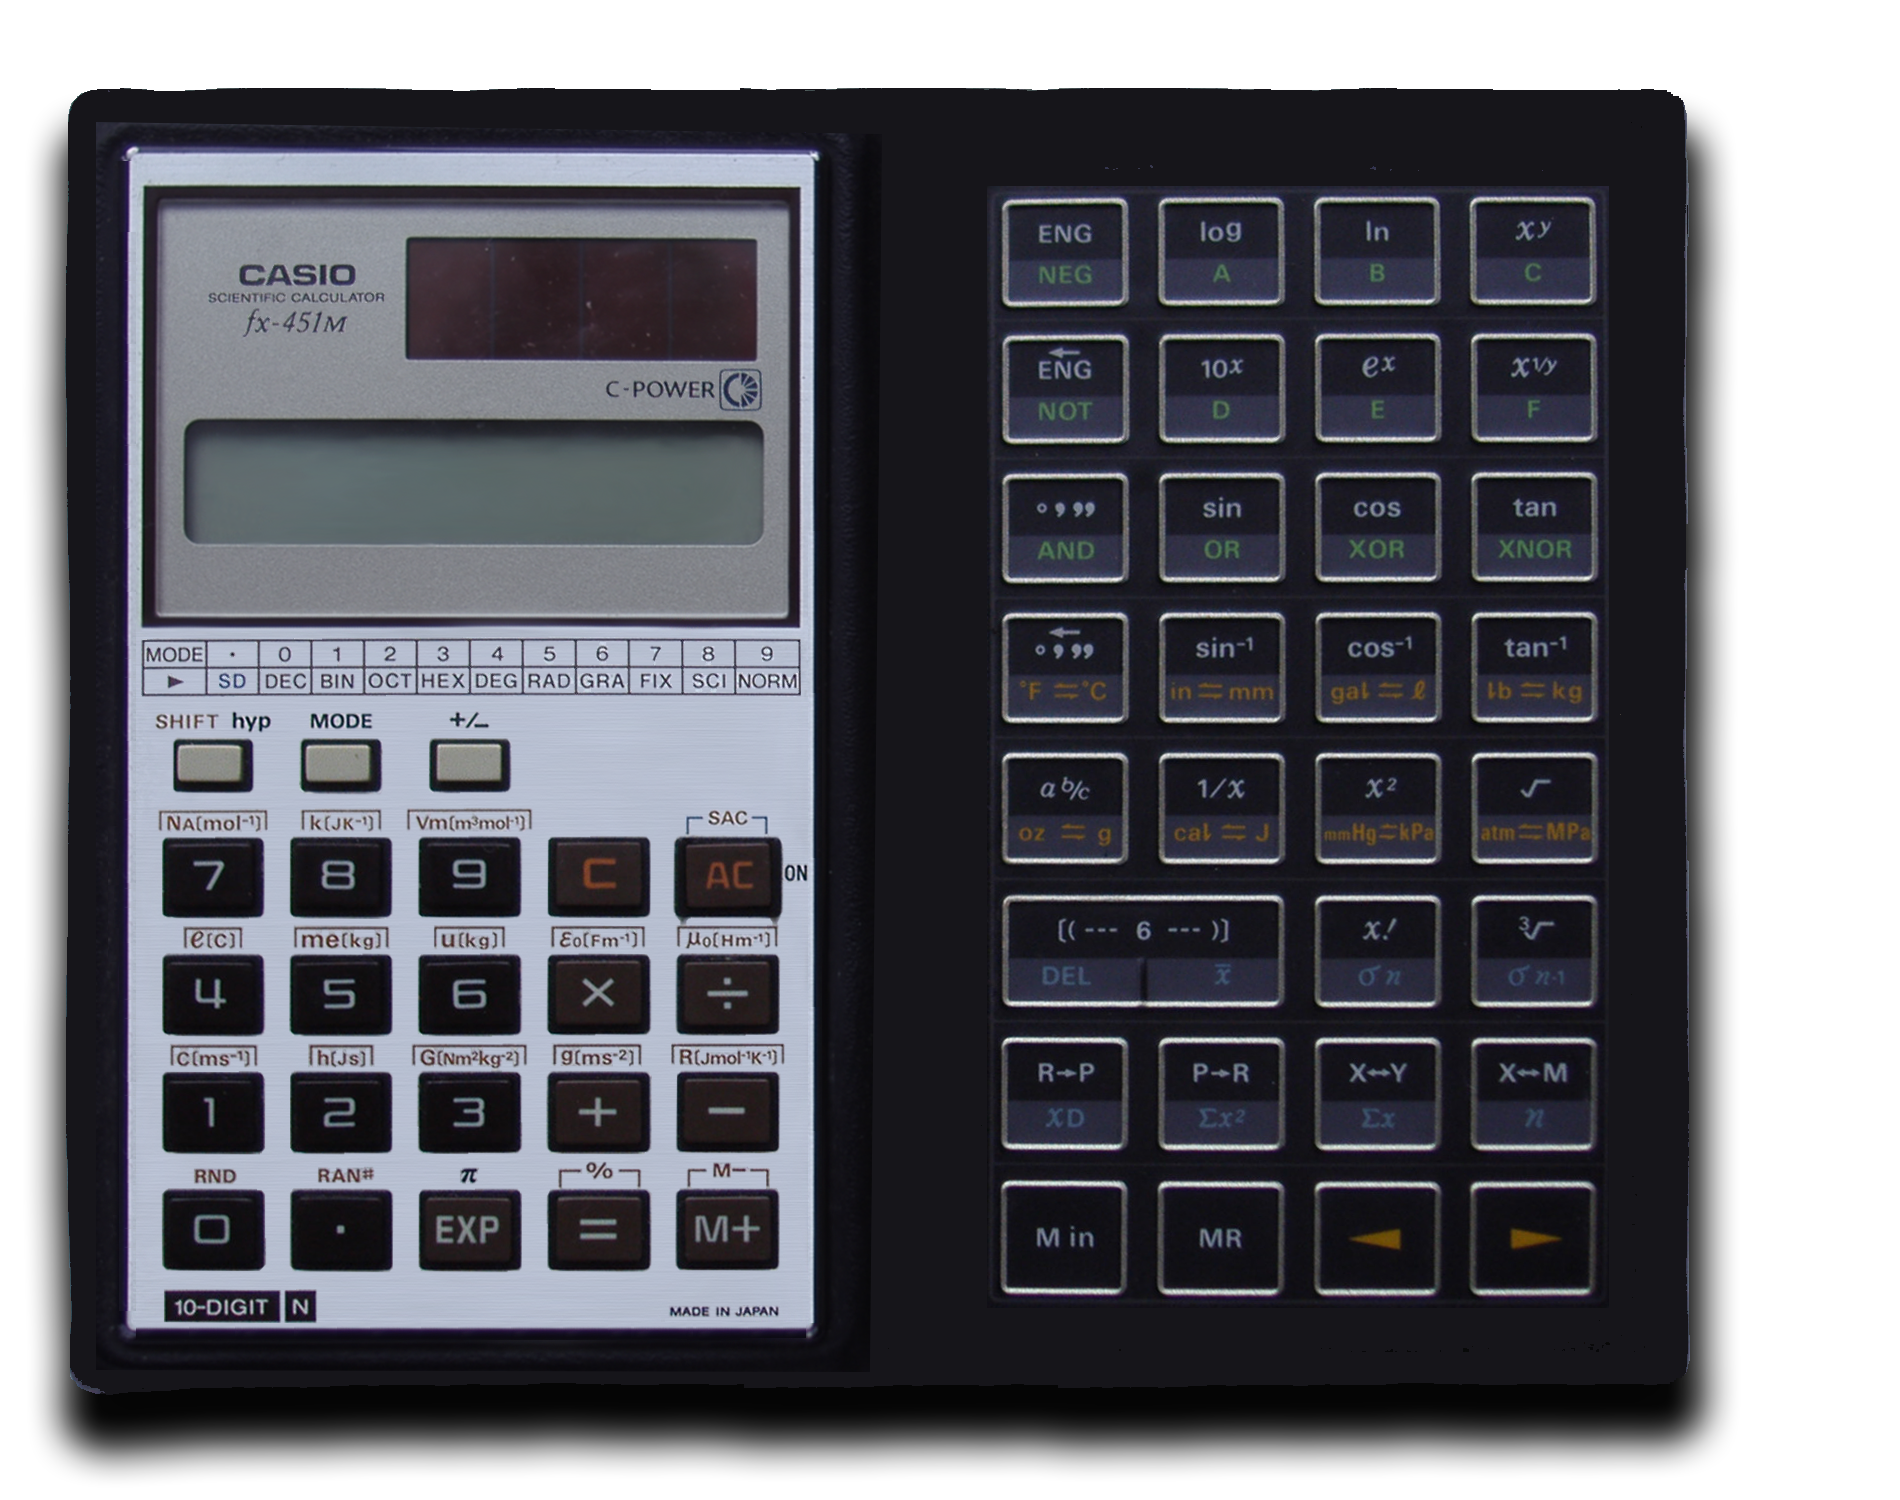 CASIO
SCIENTIFIC CALCULATOR
fx-451M
C-POWER
MODE · 0 1 2 3 4 5 6 7 8 9
► SD DEC BIN OCT HEX DEG RAD GRA FIX SCI NORM
SHIFT hyp MODE +/−
NA(mol⁻¹) k(JK⁻¹) Vm(m³mol⁻¹) SAC
7 8 9 C AC ON
e(C) me(kg) u(kg) ε₀(Fm⁻¹) μ₀(Hm⁻¹)
4 5 6 × ÷
C(ms⁻¹) h(Js) G(Nm²kg⁻²) g(ms⁻²) R(Jmol⁻¹K⁻¹)
1 2 3 + −
RND RAN# π % M−
0 · EXP = M+
10-DIGIT N MADE IN JAPAN
ENG log ln xʸ
NEG A B C
←ENG 10ˣ eˣ x¹/ʸ
NOT D E F
° ’ ’’ sin cos tan
AND OR XOR XNOR
←° ’ ’’ sin⁻¹ cos⁻¹ tan⁻¹
°F ⇌ °C in ⇌ mm gal ⇌ ℓ lb ⇌ kg
a b/c 1/x x² √
oz ⇌ g cal ⇌ J mmHg⇌kPa atm⇌MPa
[( --- 6 --- )] x! ³√
DEL x̄ σn σn-1
R→P P→R X↔Y X↔M
xD Σx² Σx n
M in MR ◄ ►